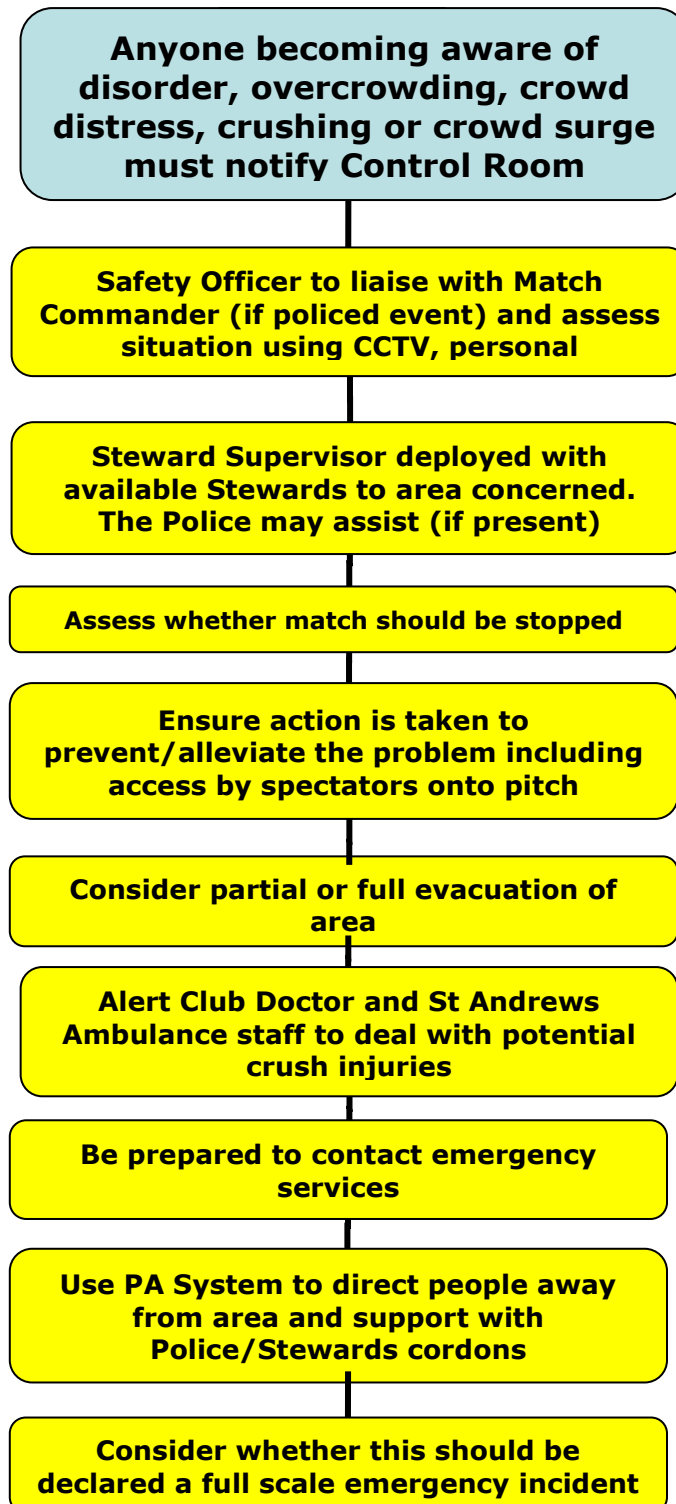 Anyone becoming aware of
disorder, overcrowding, crowd
distress, crushing or crowd surge
must notify Control Room
Safety Officer to liaise with Match
Commander (if policed event) and assess
situation using CCTV, personal
Steward Supervisor deployed with
available Stewards to area concerned.
The Police may assist (if present)
Assess whether match should be stopped
Ensure action is taken to
prevent/alleviate the problem including
access by spectators onto pitch
Consider partial or full evacuation of
area
Alert Club Doctor and St Andrews
Ambulance staff to deal with potential
crush injuries
Be prepared to contact emergency
services
Use PA System to direct people away
from area and support with
Police/Stewards cordons
Consider whether this should be
declared a full scale emergency incident